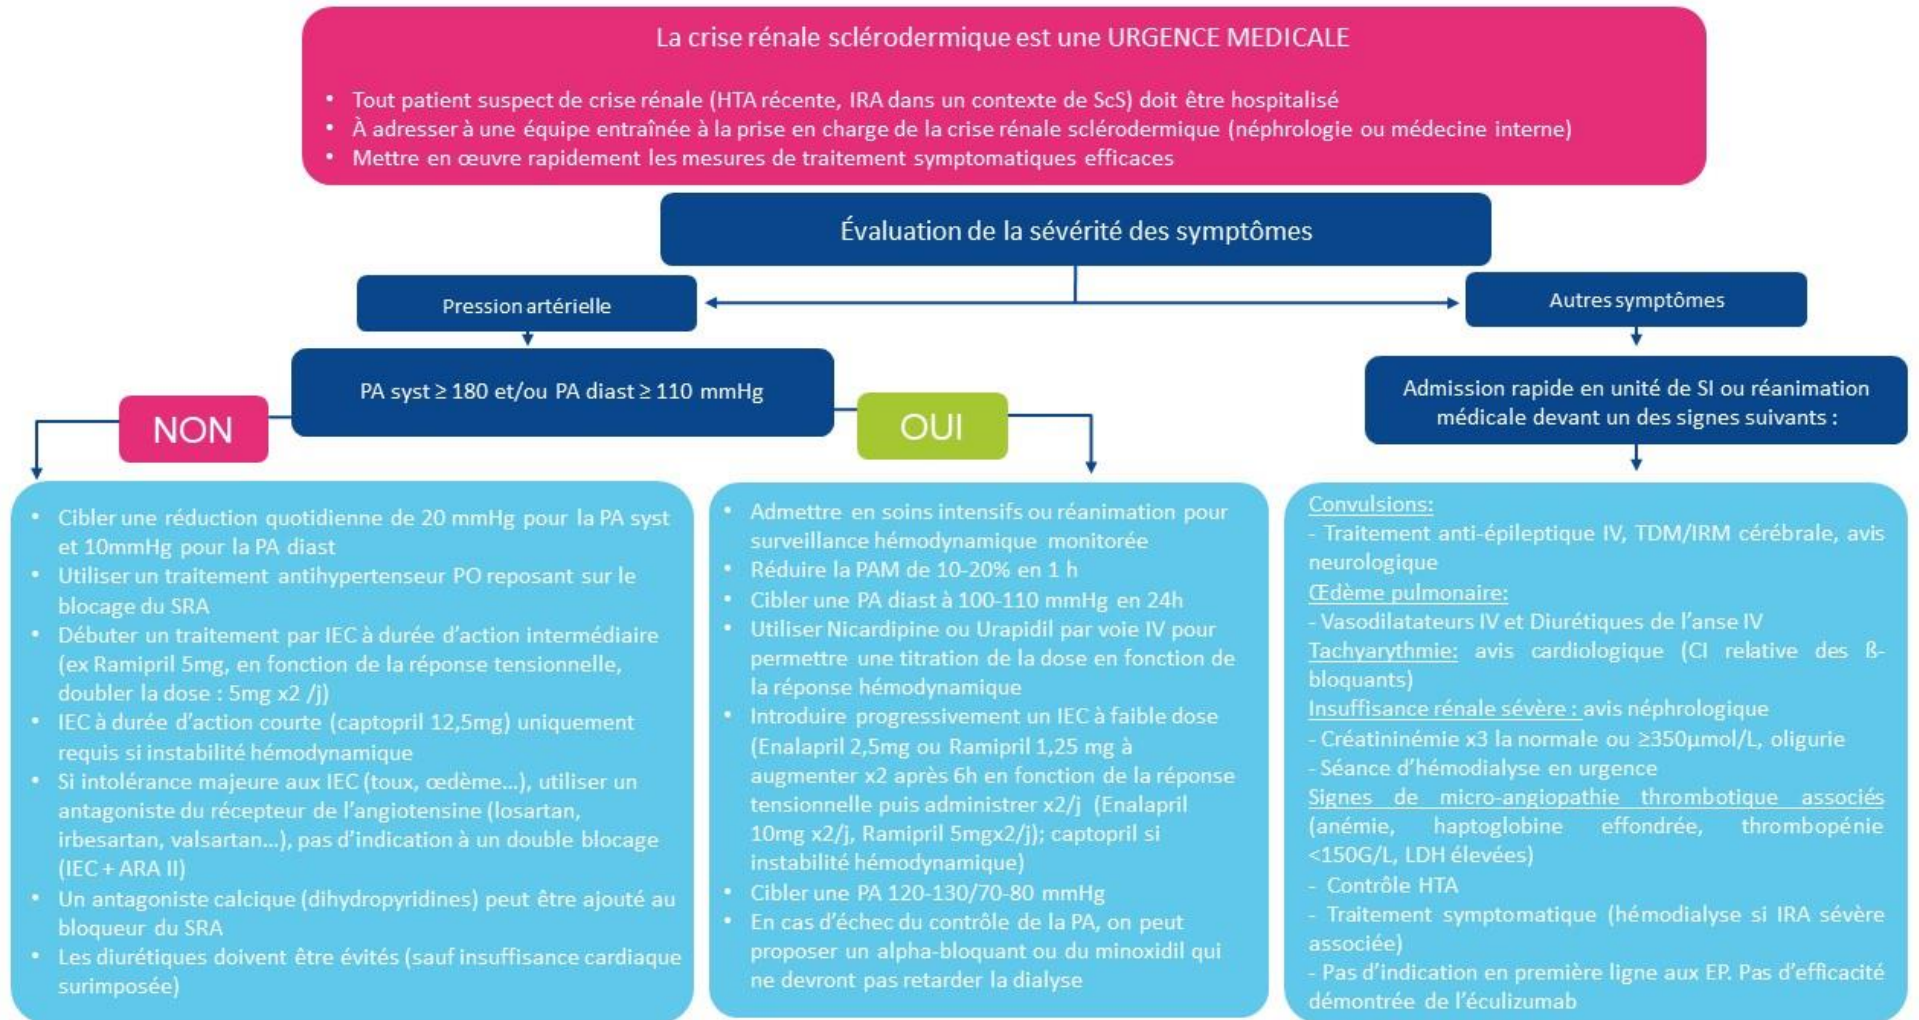 La crise rénale sclérodermique est une URGENCE MEDICALE
• Tout patient suspect de crise rénale (HTA récente, IRA dans un contexte de ScS) doit être hospitalisé
• À adresser à une équipe entraînée à la prise en charge de la crise rénale sclérodermique (néphrologie ou médecine interne)
• Mettre en œuvre rapidement les mesures de traitement symptomatiques efficaces
Évaluation de la sévérité des symptômes
Pression artérielle
Autres symptômes
PA syst ≥ 180 et/ou PA diast ≥ 110 mmHg
NON
OUI
Admission rapide en unité de SI ou réanimation
médicale devant un des signes suivants :
• Cibler une réduction quotidienne de 20 mmHg pour la PA syst
et 10mmHg pour la PA diast
• Utiliser un traitement antihypertenseur PO reposant sur le
blocage du SRA
• Débuter un traitement par IEC à durée d'action intermédiaire
(ex Ramipril 5mg, en fonction de la réponse tensionnelle,
doubler la dose : 5mg x2 /j)
• IEC à durée d'action courte (captopril 12,5mg) uniquement
requis si instabilité hémodynamique
• Si intolérance majeure aux IEC (toux, œdème…), utiliser un
antagoniste du récepteur de l'angiotensine (losartan,
irbesartan, valsartan…), pas d'indication à un double blocage
(IEC + ARA II)
• Un antagoniste calcique (dihydropyridines) peut être ajouté au
bloqueur du SRA
• Les diurétiques doivent être évités (sauf insuffisance cardiaque
surimposée)
• Admettre en soins intensifs ou réanimation pour
surveillance hémodynamique monitorée
• Réduire la PAM de 10-20% en 1 h
• Cibler une PA diast à 100-110 mmHg en 24h
• Utiliser Nicardipine ou Urapidil par voie IV pour
permettre une titration de la dose en fonction de
la réponse hémodynamique
• Introduire progressivement un IEC à faible dose
(Enalapril 2,5mg ou Ramipril 1,25 mg à
augmenter x2 après 6h en fonction de la réponse
tensionnelle puis administrer x2/j (Enalapril
10mg x2/j, Ramipril 5mgx2/j); captopril si
instabilité hémodynamique)
• Cibler une PA 120-130/70-80 mmHg
• En cas d'échec du contrôle de la PA, on peut
proposer un alpha-bloquant ou du minoxidil qui
ne devront pas retarder la dialyse
Convulsions:
- Traitement anti-épileptique IV, TDM/IRM cérébrale, avis
neurologique
Œdème pulmonaire:
- Vasodilatateurs IV et Diurétiques de l'anse IV
Tachyarythmie: avis cardiologique (CI relative des ß-
bloquants)
Insuffisance rénale sévère : avis néphrologique
- Créatininémie x3 la normale ou ≥350µmol/L, oligurie
- Séance d'hémodialyse en urgence
Signes de micro-angiopathie thrombotique associés
(anémie, haptoglobine effondrée, thrombopénie
<150G/L, LDH élevées)
- Contrôle HTA
- Traitement symptomatique (hémodialyse si IRA sévère
associée)
- Pas d'indication en première ligne aux EP. Pas d'efficacité
démontrée de l'éculizumab